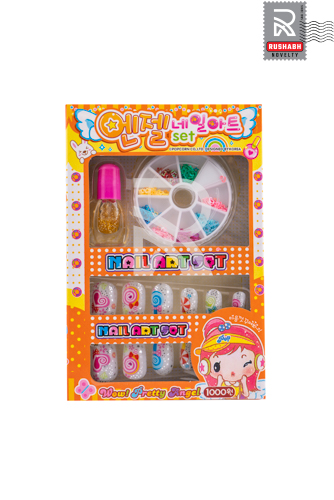 RUSHABH
NOVELTY
엔젤 네일아트
set
NAIL ART SET
NAIL ART SET
Wow! Pretty Angel
1000원